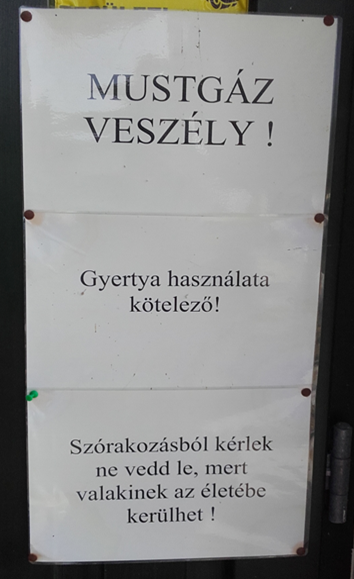 MUSTGÁZ
VESZÉLY !
Gyertya használata
kötelező!
Szórakozásból kérlek
ne vedd le, mert
valakinek az életébe
kerülhet !